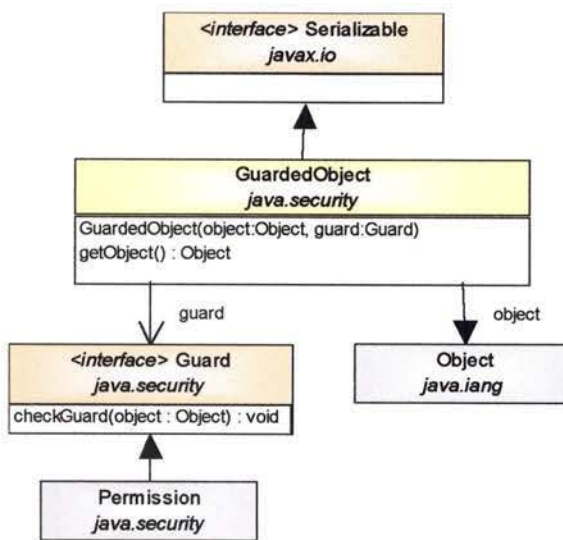 <interface> Serializable
javax.io
GuardedObject
java.security
GuardedObject(object:Object, guard:Guard)
getObject() : Object
guard
object
<interface> Guard
java.security
checkGuard(object : Object) : void
Object
java.iang
Permission
java.security